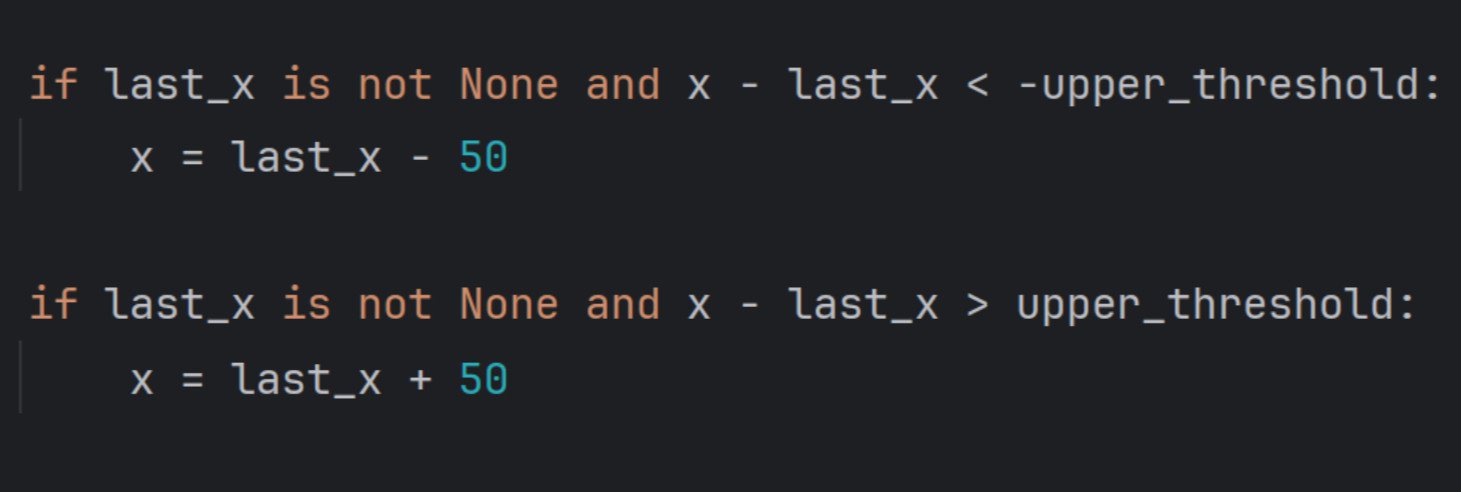 if last_x is not None and x - last_x < -upper_threshold:
    x = last_x - 50
if last_x is not None and x - last_x > upper_threshold:
    x = last_x + 50